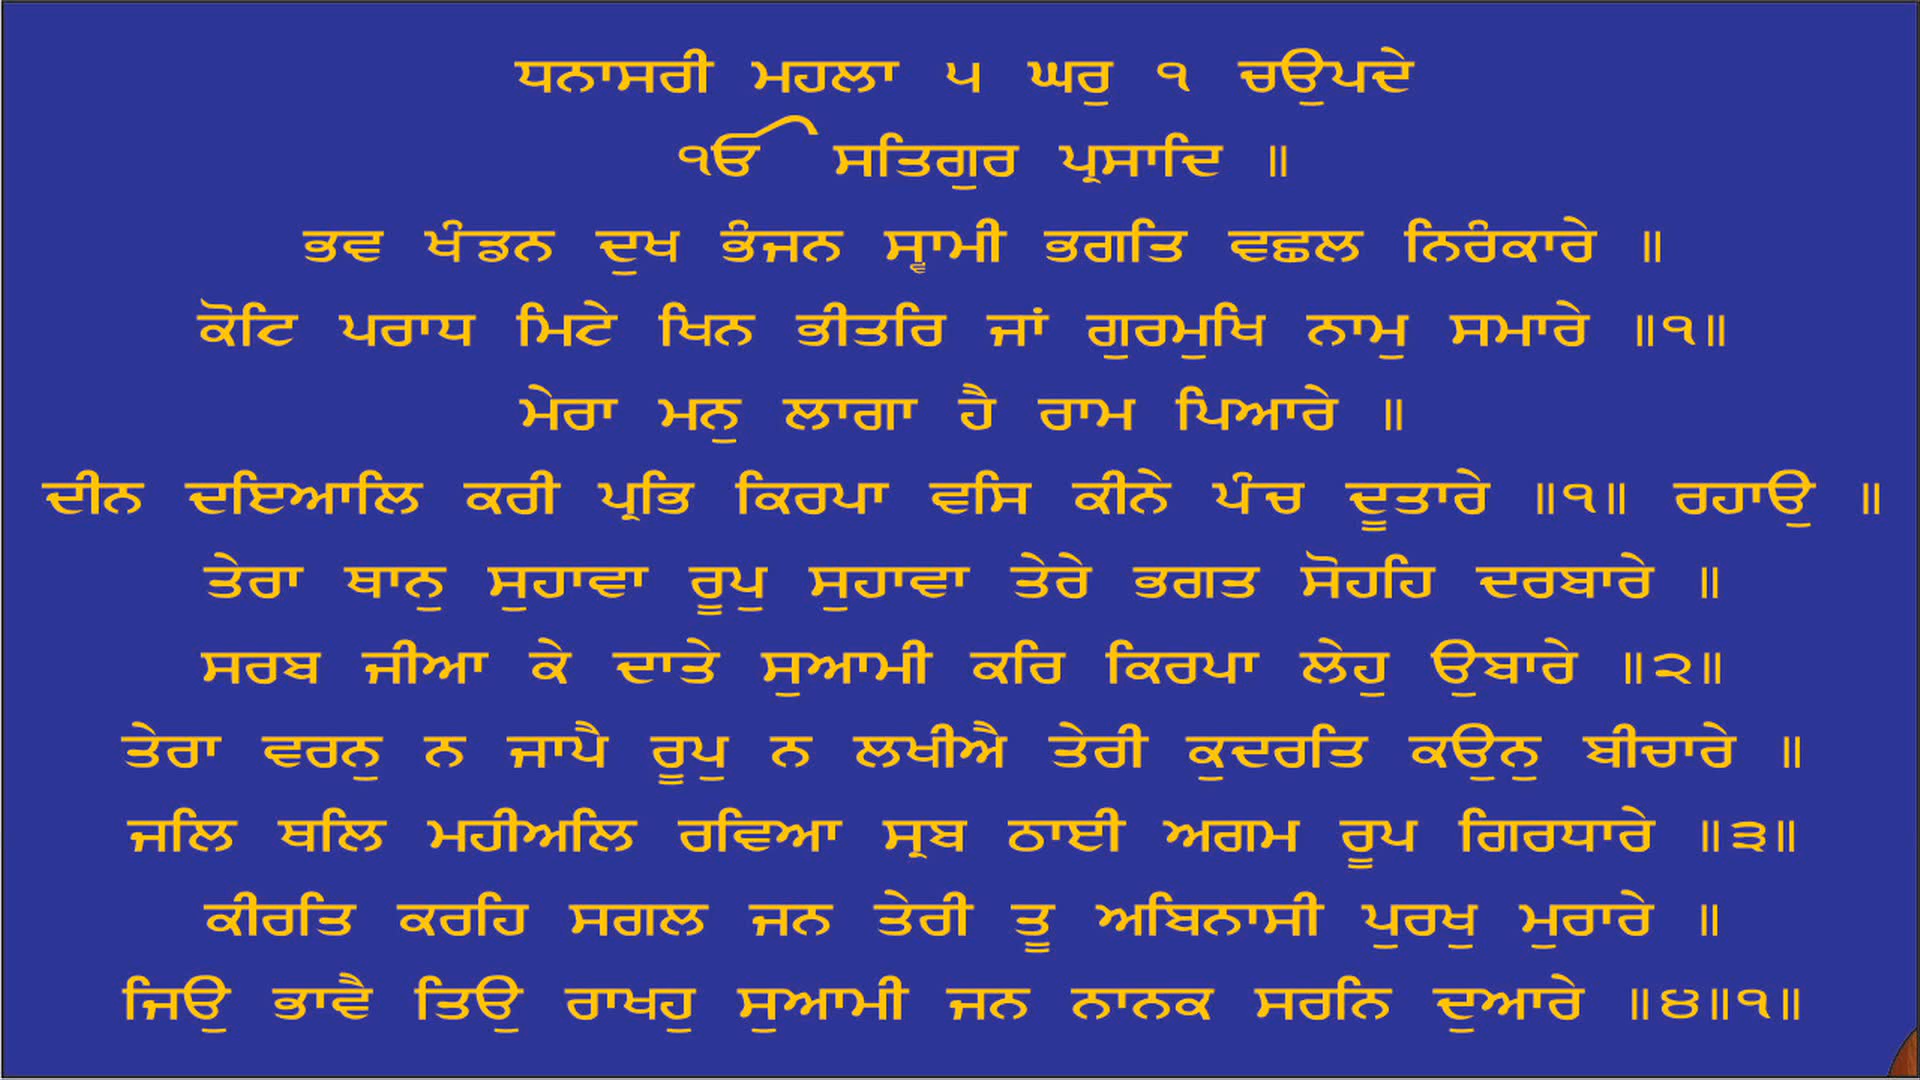 ਧਨਾਸਰੀ ਮਹਲਾ ੫ ਘਰੁ ੧ ਚਉਪਦੇ
ੴ ਸਤਿਗੁਰ ਪ੍ਰਸਾਦਿ ॥
ਭਵ ਖੰਡਨ ਦੁਖ ਭੰਜਨ ਸ੍ਵਾਮੀ ਭਗਤਿ ਵਛਲ ਨਿਰੰਕਾਰੇ ॥
ਕੋਟਿ ਪਰਾਧ ਮਿਟੇ ਖਿਨ ਭੀਤਰਿ ਜਾਂ ਗੁਰਮੁਖਿ ਨਾਮੁ ਸਮਾਰੇ ॥੧॥
ਮੇਰਾ ਮਨੁ ਲਾਗਾ ਹੈ ਰਾਮ ਪਿਆਰੇ ॥
ਦੀਨ ਦਇਆਲਿ ਕਰੀ ਪ੍ਰਭਿ ਕਿਰਪਾ ਵਸਿ ਕੀਨੇ ਪੰਚ ਦੂਤਾਰੇ ॥੧॥ ਰਹਾਉ ॥
ਤੇਰਾ ਥਾਨੁ ਸੁਹਾਵਾ ਰੂਪੁ ਸੁਹਾਵਾ ਤੇਰੇ ਭਗਤ ਸੋਹਹਿ ਦਰਬਾਰੇ ॥
ਸਰਬ ਜੀਆ ਕੇ ਦਾਤੇ ਸੁਆਮੀ ਕਰਿ ਕਿਰਪਾ ਲੇਹੁ ਉਬਾਰੇ ॥੨॥
ਤੇਰਾ ਵਰਨੁ ਨ ਜਾਪੈ ਰੂਪੁ ਨ ਲਖੀਐ ਤੇਰੀ ਕੁਦਰਤਿ ਕਉਨੁ ਬੀਚਾਰੇ ॥
ਜਲਿ ਥਲਿ ਮਹੀਅਲਿ ਰਵਿਆ ਸ੍ਰਬ ਠਾਈ ਅਗਮ ਰੂਪ ਗਿਰਧਾਰੇ ॥੩॥
ਕੀਰਤਿ ਕਰਹਿ ਸਗਲ ਜਨ ਤੇਰੀ ਤੂ ਅਬਿਨਾਸੀ ਪੁਰਖੁ ਮੁਰਾਰੇ ॥
ਜਿਉ ਭਾਵੈ ਤਿਉ ਰਾਖਹੁ ਸੁਆਮੀ ਜਨ ਨਾਨਕ ਸਰਨਿ ਦੁਆਰੇ ॥੪॥੧॥